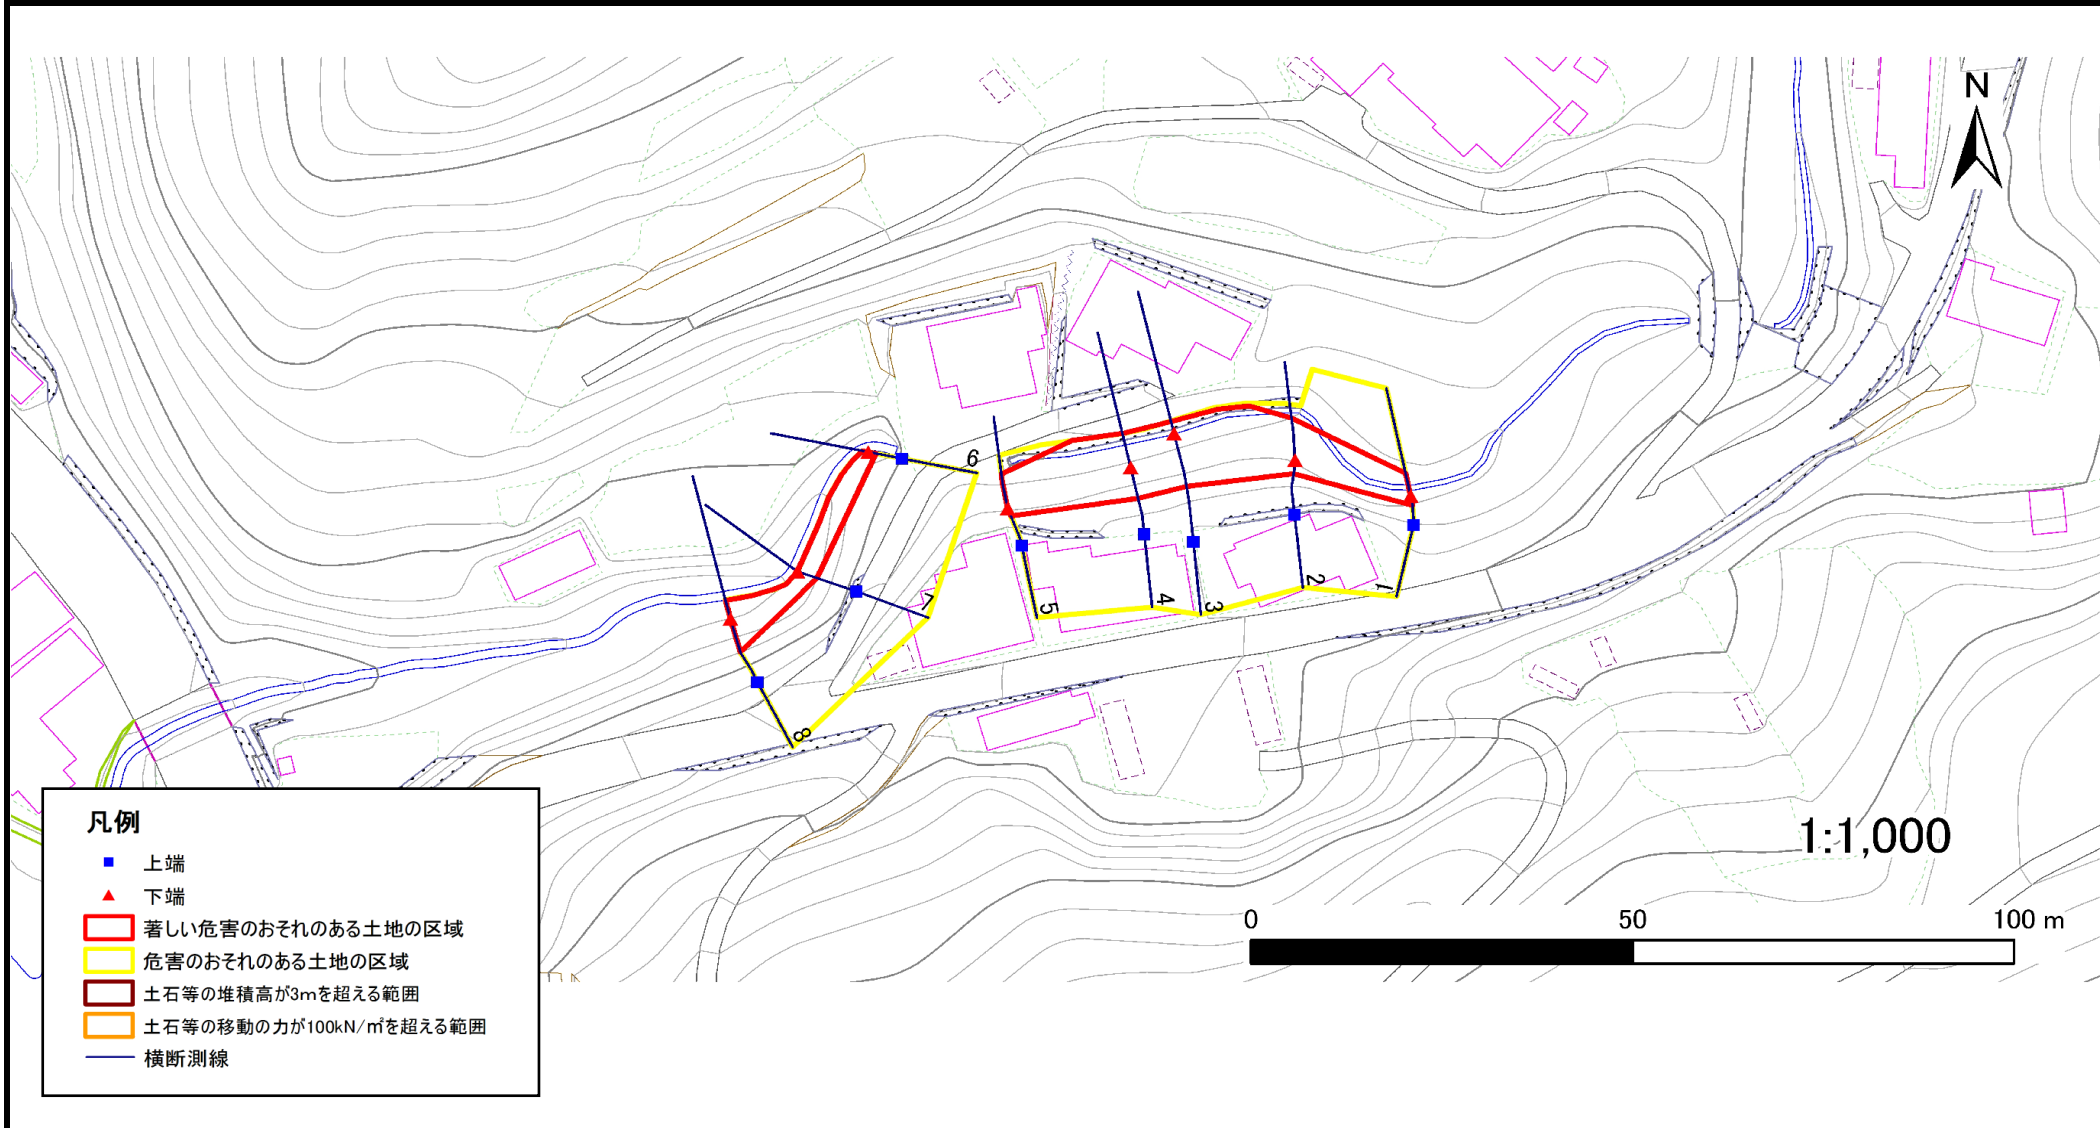 N
6
7
8
5
4
3
2
1
1:1,000
0 50 100 m
凡例
上端
下端
著しい危害のおそれのある土地の区域
危害のおそれのある土地の区域
土石等の堆積高が3mを超える範囲
土石等の移動の力が100kN/㎡を超える範囲
横断測線